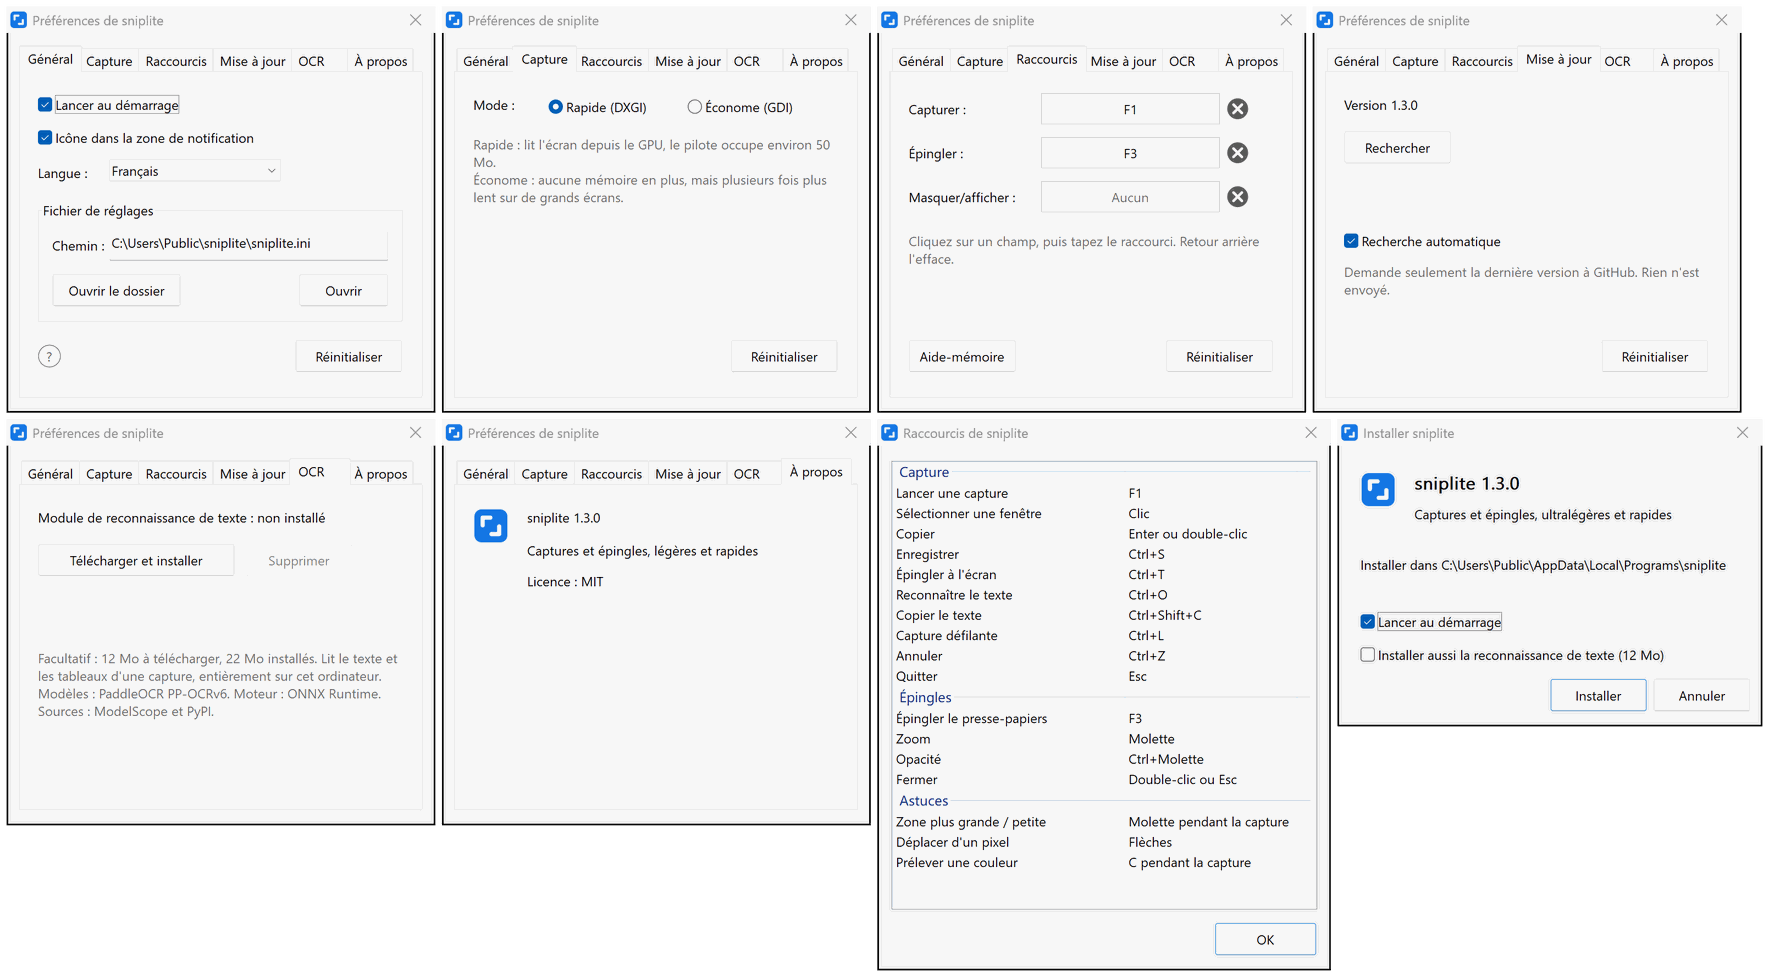 Préférences de sniplite
Général Capture Raccourcis Mise à jour OCR À propos
Lancer au démarrage
Icône dans la zone de notification
Langue : Français
Fichier de réglages
Chemin : C:\Users\Public\sniplite\sniplite.ini
Ouvrir le dossier Ouvrir
? Réinitialiser
Préférences de sniplite
Général Capture Raccourcis Mise à jour OCR À propos
Mode : Rapide (DXGI) Économe (GDI)
Rapide : lit l'écran depuis le GPU, le pilote occupe environ 50
Mo.
Économe : aucune mémoire en plus, mais plusieurs fois plus
lent sur de grands écrans.
Réinitialiser
Préférences de sniplite
Général Capture Raccourcis Mise à jour OCR À propos
Capturer : F1
Épingler : F3
Masquer/afficher : Aucun
Cliquez sur un champ, puis tapez le raccourci. Retour arrière
l'efface.
Aide-mémoire Réinitialiser
Préférences de sniplite
Général Capture Raccourcis Mise à jour OCR À propos
Version 1.3.0
Rechercher
Recherche automatique
Demande seulement la dernière version à GitHub. Rien n'est
envoyé.
Réinitialiser
Préférences de sniplite
Général Capture Raccourcis Mise à jour OCR À propos
Module de reconnaissance de texte : non installé
Télécharger et installer Supprimer
Facultatif : 12 Mo à télécharger, 22 Mo installés. Lit le texte et
les tableaux d'une capture, entièrement sur cet ordinateur.
Modèles : PaddleOCR PP-OCRv6. Moteur : ONNX Runtime.
Sources : ModelScope et PyPI.
Préférences de sniplite
Général Capture Raccourcis Mise à jour OCR À propos
sniplite 1.3.0
Captures et épingles, légères et rapides
Licence : MIT
Raccourcis de sniplite
Capture
Lancer une capture F1
Sélectionner une fenêtre Clic
Copier Enter ou double-clic
Enregistrer Ctrl+S
Épingler à l'écran Ctrl+T
Reconnaître le texte Ctrl+O
Copier le texte Ctrl+Shift+C
Capture défilante Ctrl+L
Annuler Ctrl+Z
Quitter Esc
Épingles
Épingler le presse-papiers F3
Zoom Molette
Opacité Ctrl+Molette
Fermer Double-clic ou Esc
Astuces
Zone plus grande / petite Molette pendant la capture
Déplacer d'un pixel Flèches
Prélever une couleur C pendant la capture
OK
Installer sniplite
sniplite 1.3.0
Captures et épingles, ultralégères et rapides
Installer dans C:\Users\Public\AppData\Local\Programs\sniplite
Lancer au démarrage
Installer aussi la reconnaissance de texte (12 Mo)
Installer Annuler